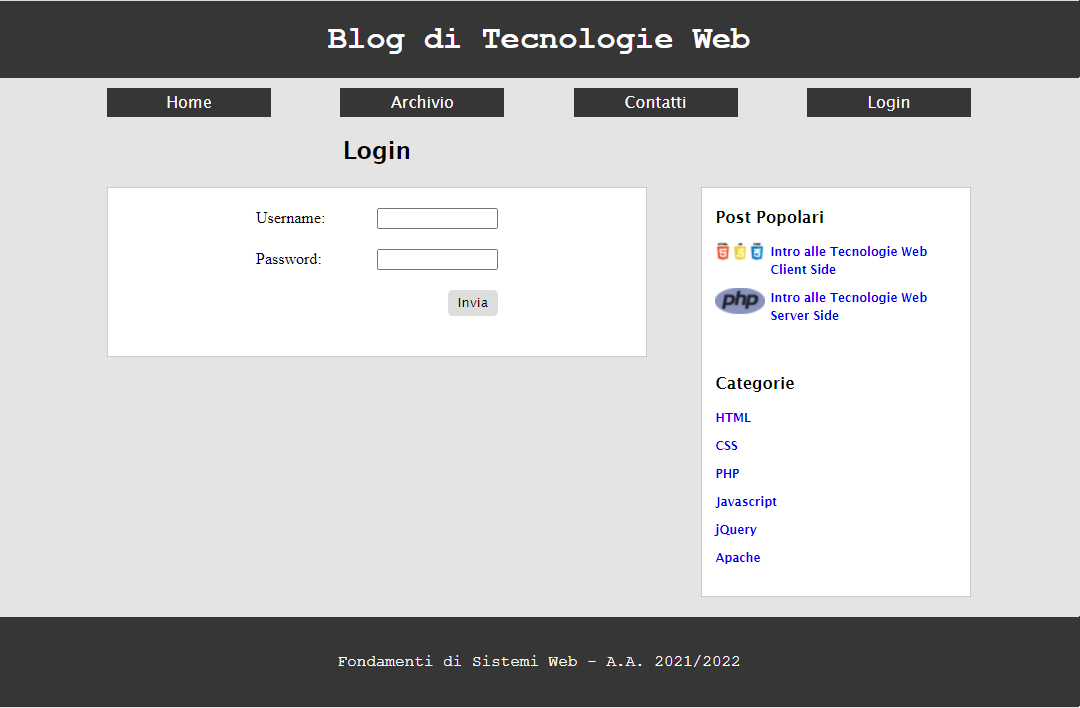 Blog di Tecnologie Web
Home
Archivio
Contatti
Login
Login
Username:
Password:
Invia
Post Popolari
Intro alle Tecnologie Web
Client Side
php
Intro alle Tecnologie Web
Server Side
Categorie
HTML
CSS
PHP
Javascript
jQuery
Apache
Fondamenti di Sistemi Web - A.A. 2021/2022